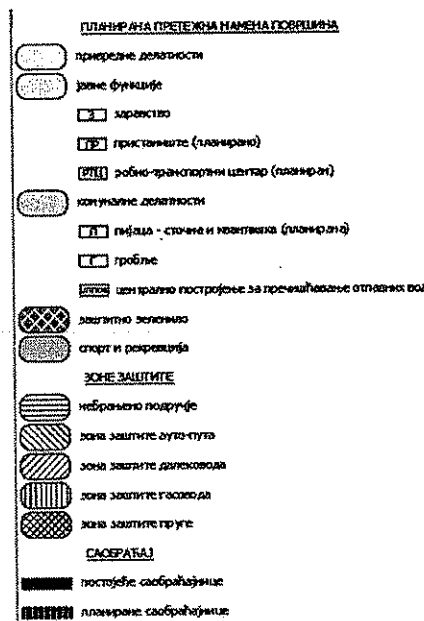 ПЛАНИРАНА ПРЕТЕЖНА НАМЕНА ПОВРШИНА
привредне делатности
јавне функције
З здравство
ПР пристаниште (планирано)
РТЦ робно-транспортни центар (планиран)
комуналне делатности
П пијаца - сточна и кванташка (планирана)
Г гробље
централно постројење за пречишћавање отпадних вод
заштитно зеленило
спорт и рекреација
ЗОНЕ ЗАШТИТЕ
небрањено подручје
зона заштите ауто-пута
зона заштите далековода
зона заштите гасовода
зона заштите пруге
САОБРАЋАЈ
постојеће саобраћајнице
планиране саобраћајнице